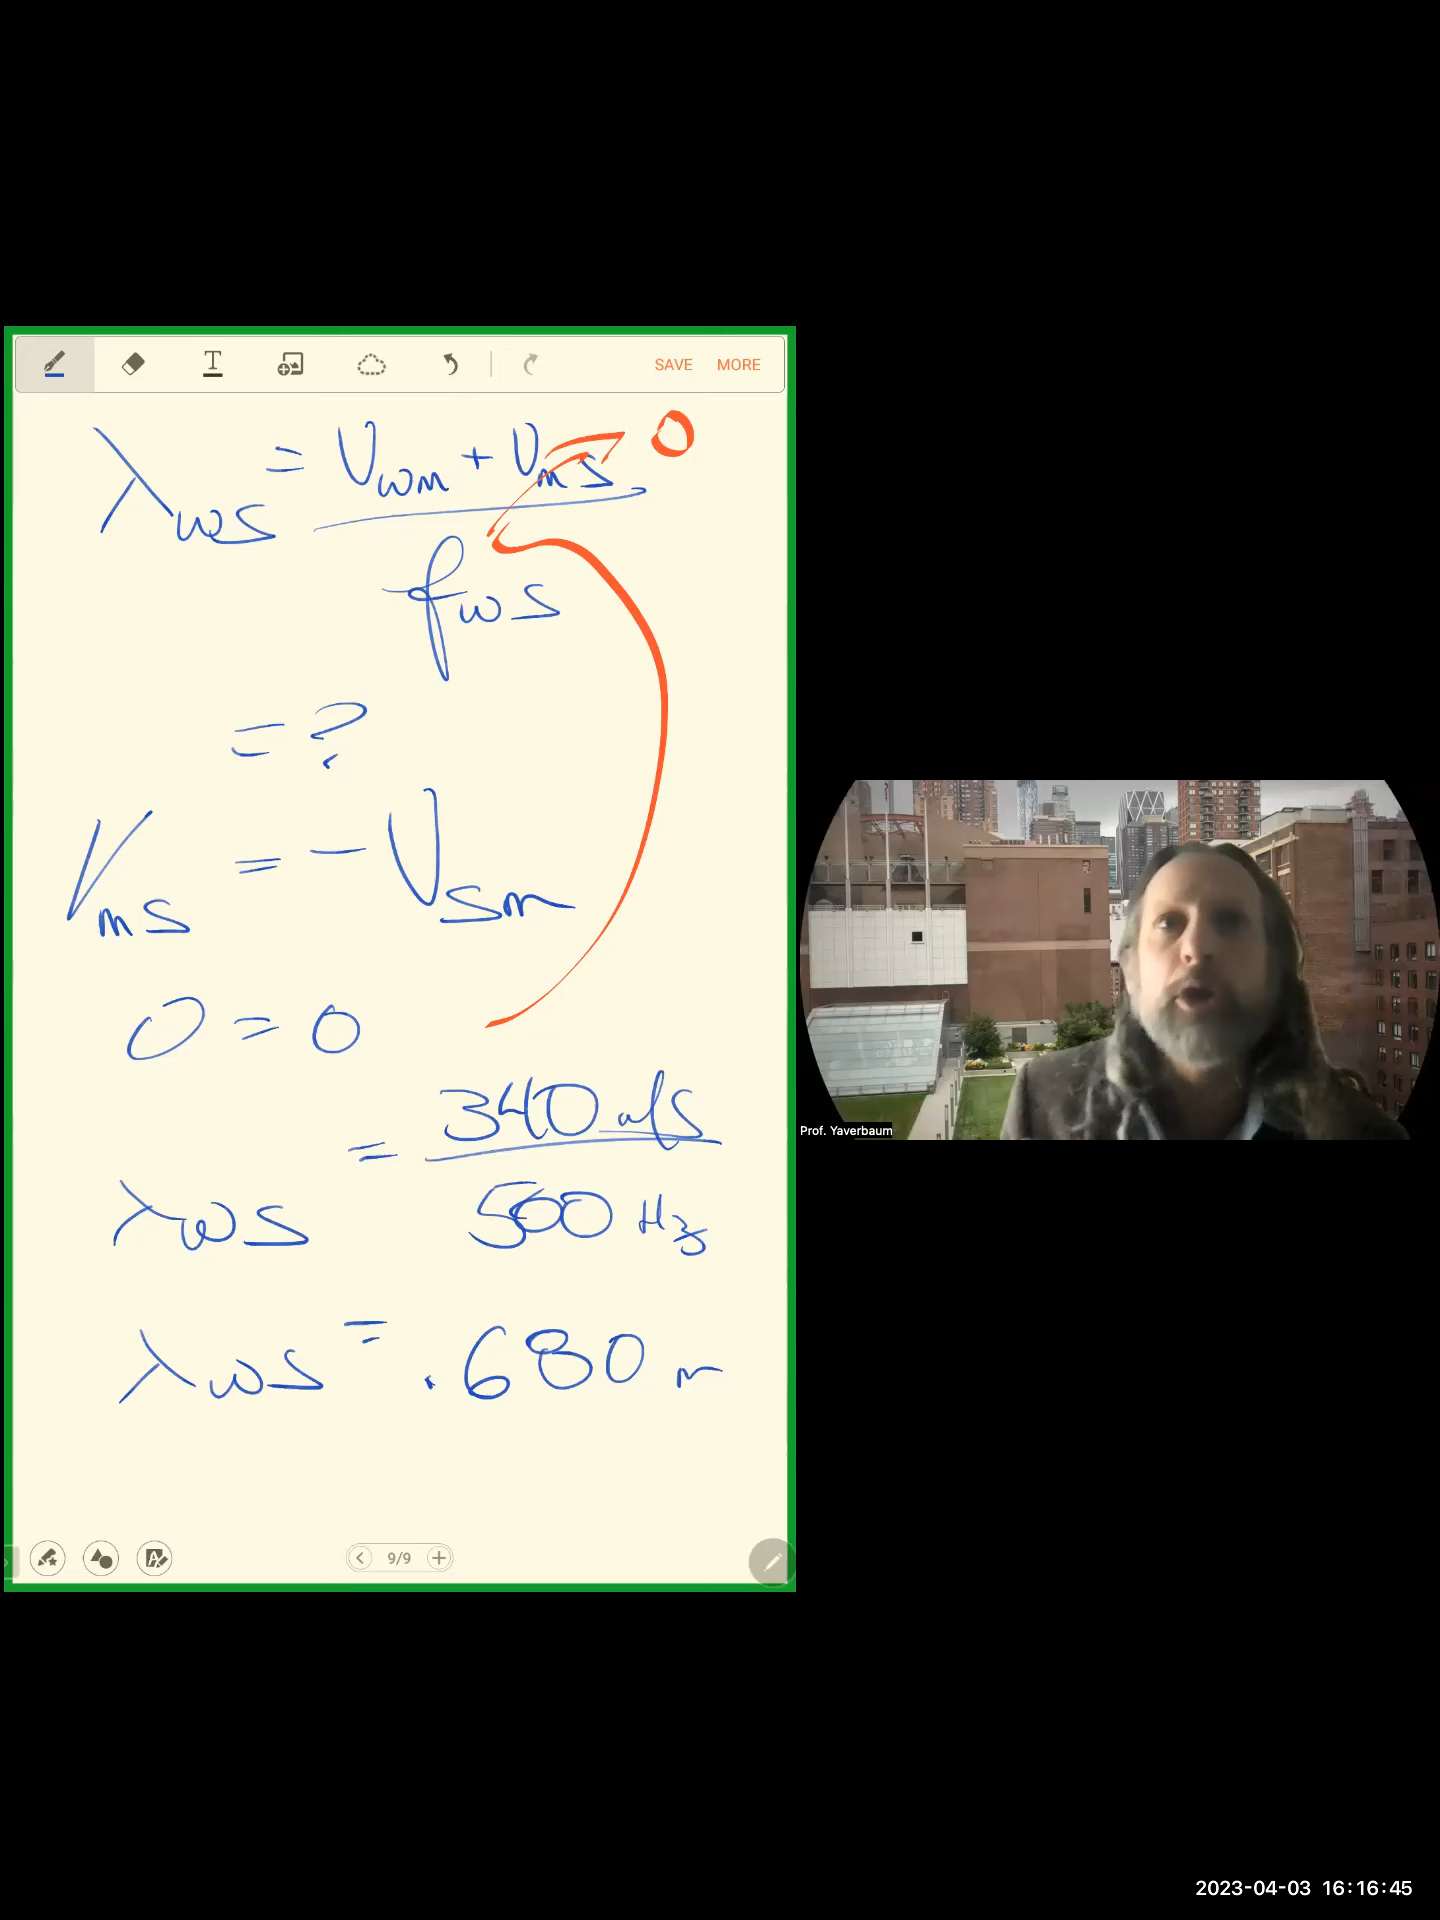 T
SAVE
MORE
λws = Vwm + Vms 0
fws
= ?
Vms = - Vsm
0 = 0
λws = 340 m/s
500 Hz
λws = .680 m
A
9/9
Prof. Yaverbaum
2023-04-03 16:16:45